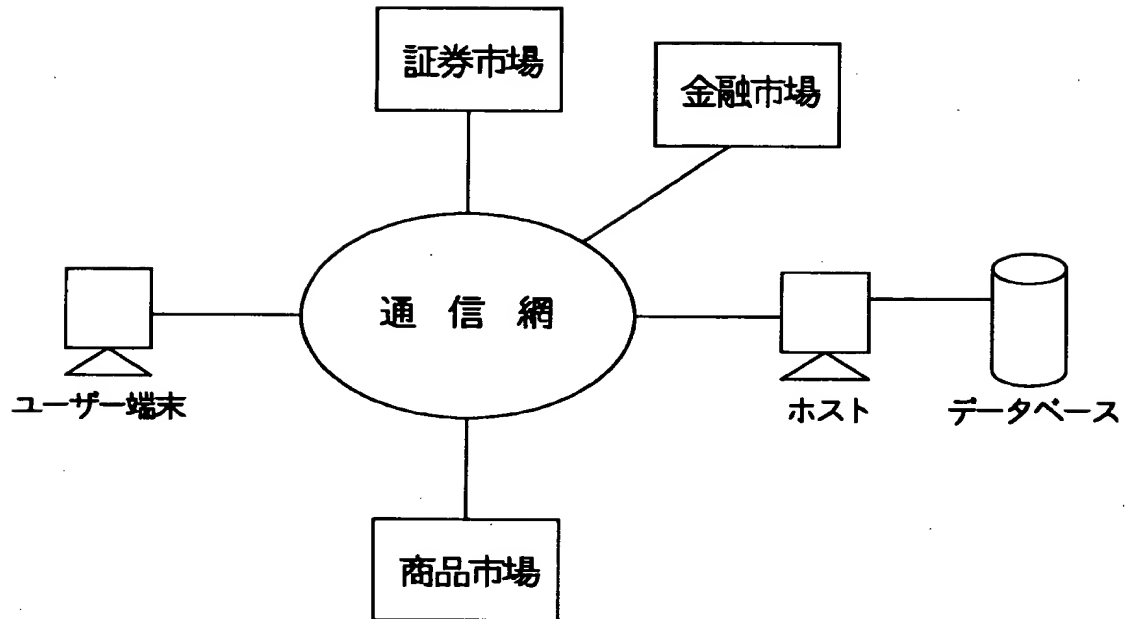 証券市場
金融市場
通信網
ユーザー端末
ホスト
データベース
商品市場